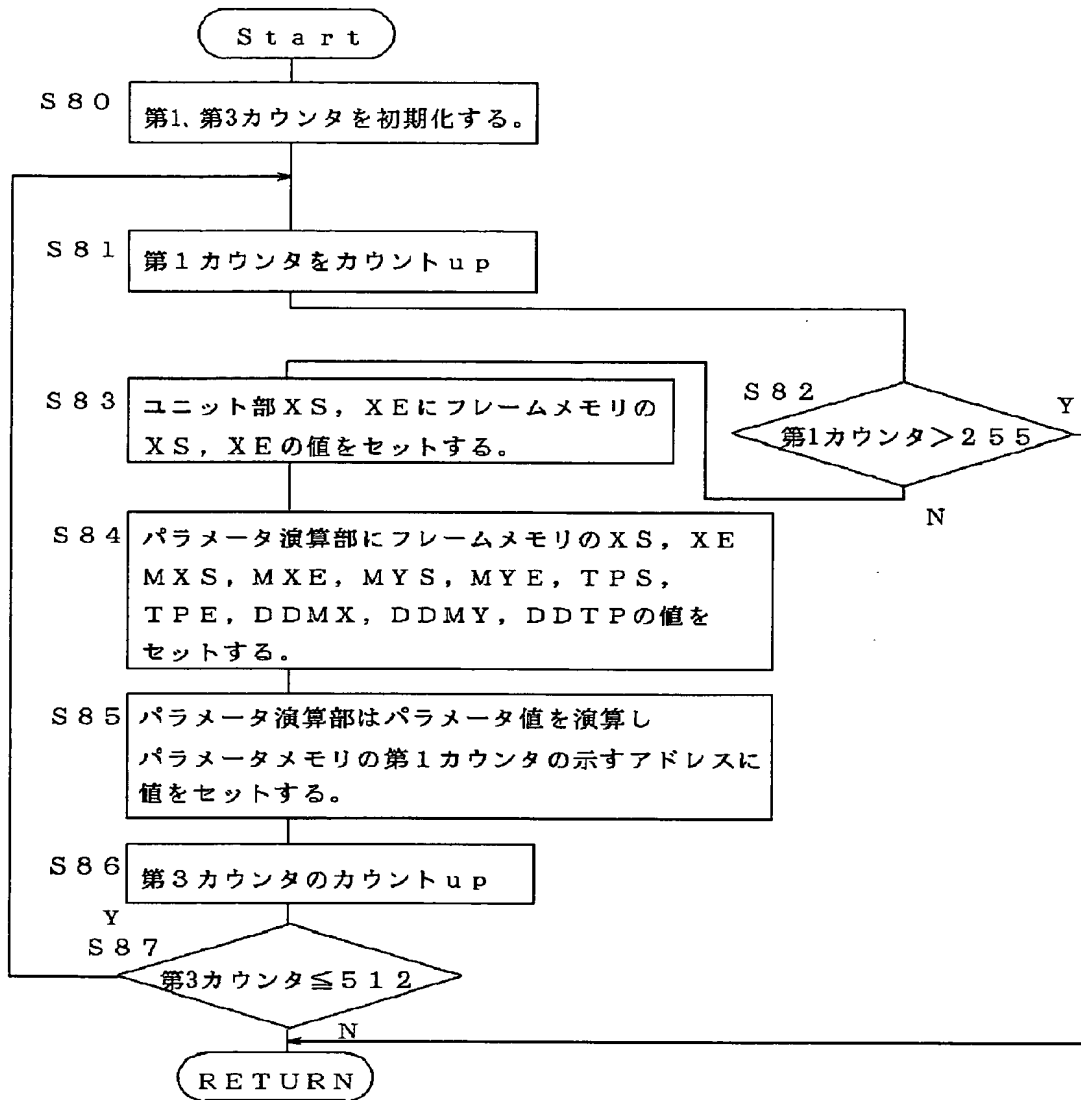 Start
S80
第1、第3カウンタを初期化する。
S81
第1カウンタをカウントup
S82
第1カウンタ>255
Y
N
S83
ユニット部XS,XEにフレームメモリの
XS,XEの値をセットする。
S84
パラメータ演算部にフレームメモリのXS,XE
MXS,MXE,MYS,MYE,TPS,
TPE,DDMX,DDMY,DDTPの値を
セットする。
S85
パラメータ演算部はパラメータ値を演算し
パラメータメモリの第1カウンタの示すアドレスに
値をセットする。
S86
第3カウンタのカウントup
Y
S87
第3カウンタ≦512
N
RETURN